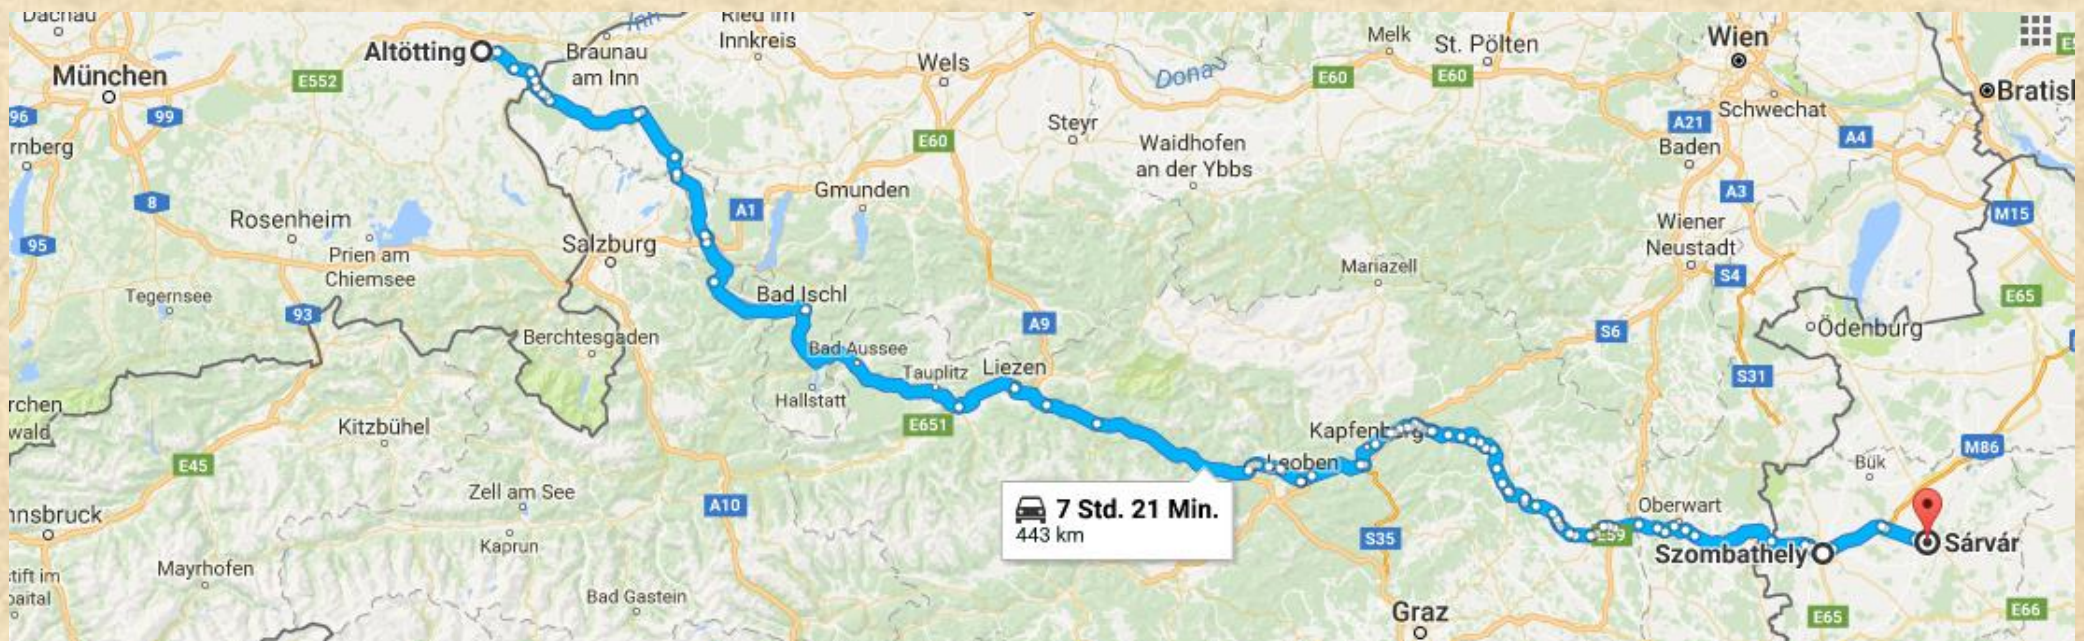 Dachau
München
96
99
rnberg
8
95
Rosenheim
Prien am
Chiemsee
Tegernsee
93
E552
Altötting
Inn
Braunau
am Inn
Ried im
Innkreis
Wels
Melk
St. Pölten
Wien
Bratisl
E60
E60
Donau
Schwechat
A21
Baden
A4
Steyr
Waidhofen
an der Ybbs
E60
Gmunden
A1
Salzburg
A3
M15
Wiener
Neustadt
S4
E65
Mariazell
Bad Ischl
Berchtesgaden
A9
S6
Ödenburg
Bad Aussee
Tauplitz
Liezen
Hallstatt
S31
rchen
wald
Kitzbühel
E651
Kapfenberg
M86
E45
Leoben
Bük
Zell am See
A10
7 Std. 21 Min.
443 km
Oberwart
nnsbruck
Kaprun
S35
E59
Szombathely
Sárvár
Mayrhofen
stift im
paital
Bad Gastein
Graz
E65
E66